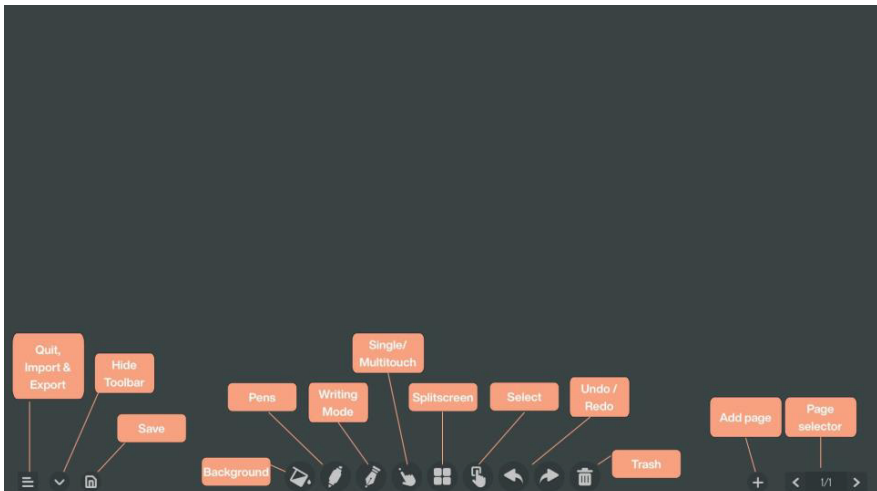 Quit,
Import &
Export
Hide
Toolbar
Save
Background
Pens
Writing
Mode
Single/
Multitouch
Splitscreen
Select
Undo /
Redo
Trash
Add page
Page
selector
1/1